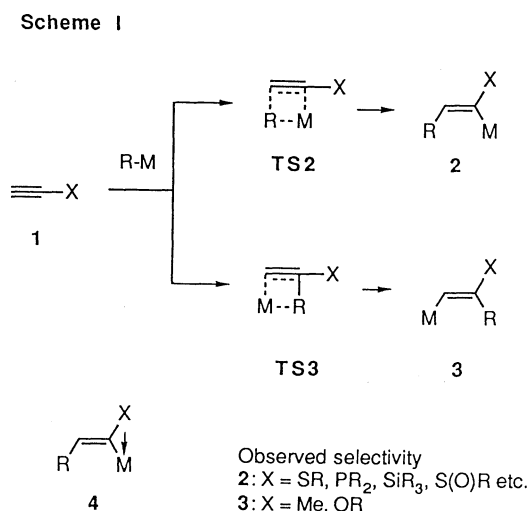 Scheme I
X
R--M
R
M
R-M
TS2
2
X
1
X
M--R
M
R
TS3
3
X
R
M
4
Observed selectivity
2: X = SR, PR₂, SiR₃, S(O)R etc.
3: X = Me, OR